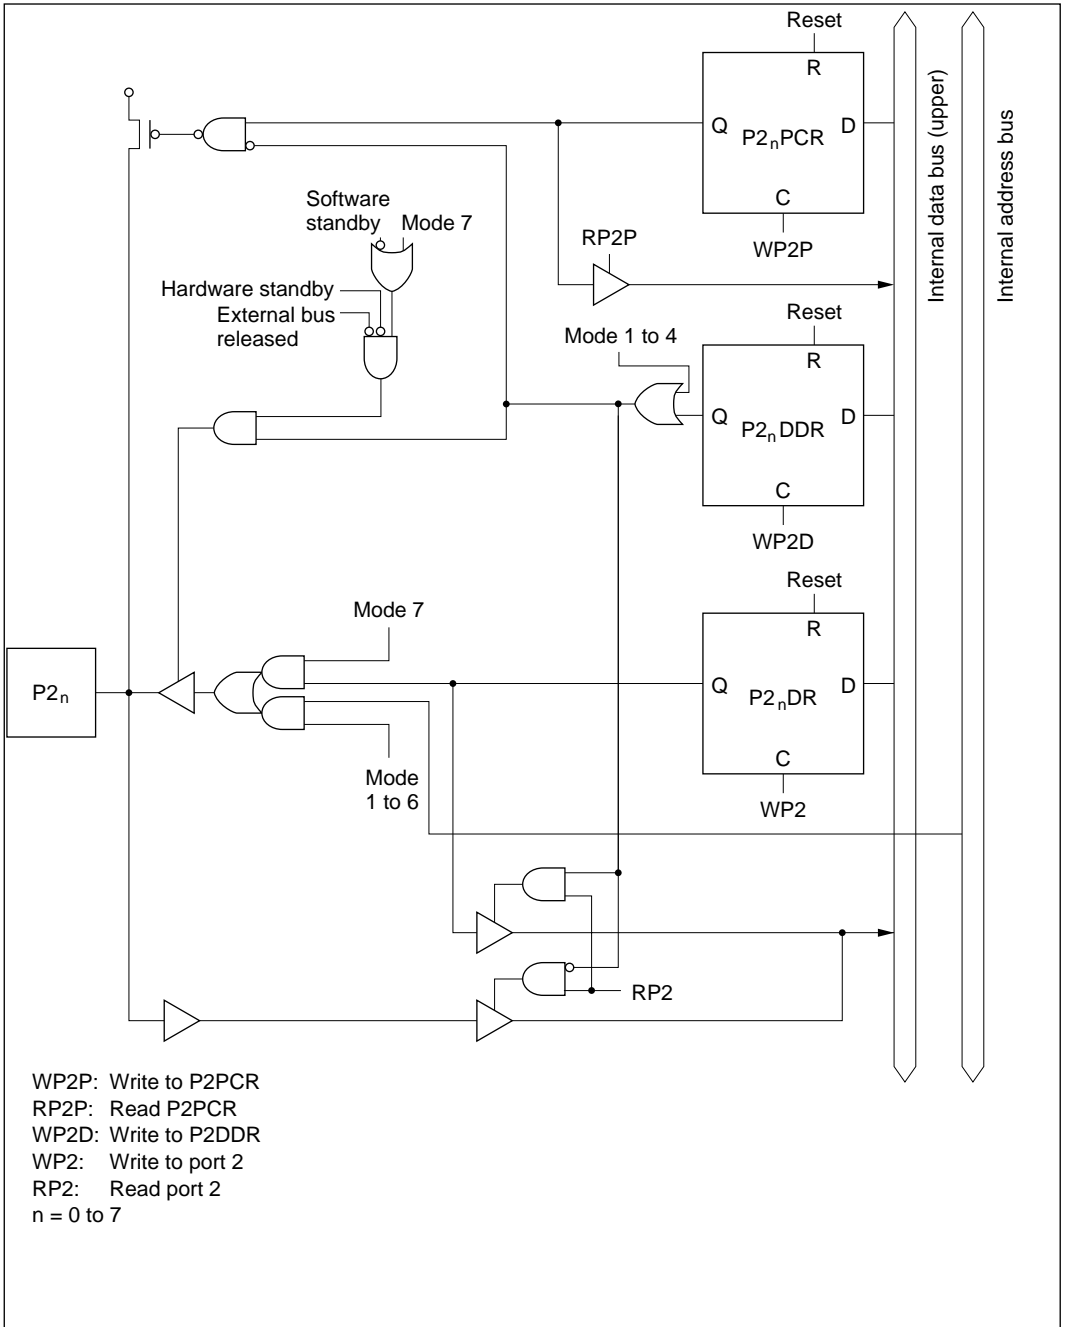 Reset
R
Q
D
P2nPCR
C
WP2P
Internal data bus (upper)
Internal address bus
Software
standby
Mode 7
RP2P
Hardware standby
External bus
released
Mode 1 to 4
Reset
R
Q
D
P2nDDR
C
WP2D
Mode 7
Reset
R
P2n
Q
D
P2nDR
C
Mode
1 to 6
WP2
RP2
WP2P: Write to P2PCR
RP2P: Read P2PCR
WP2D: Write to P2DDR
WP2: Write to port 2
RP2: Read port 2
n = 0 to 7